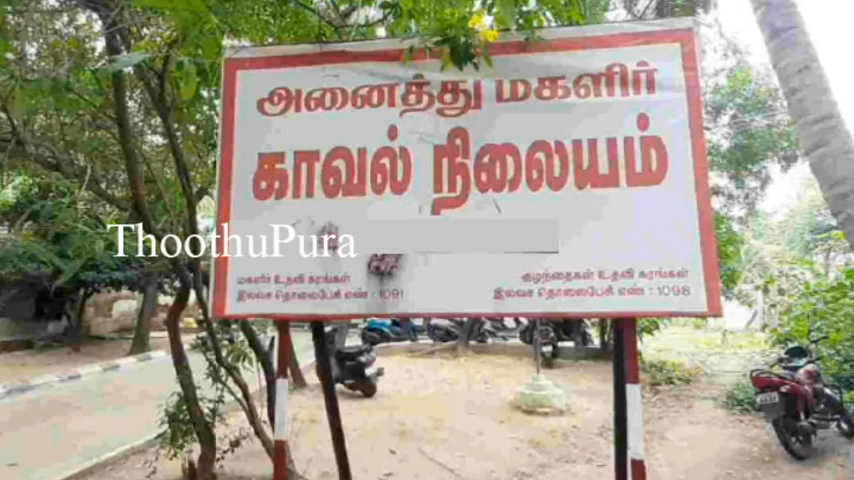 அனைத்து மகளிர்
காவல் நிலையம்
ThoothuPura
மகளிர் உதவி கரங்கள்
இலவச தொலைபேசி எண் : 1091
குழந்தைகள் உதவி கரங்கள்
இலவச தொலைபேசி எண் : 1098